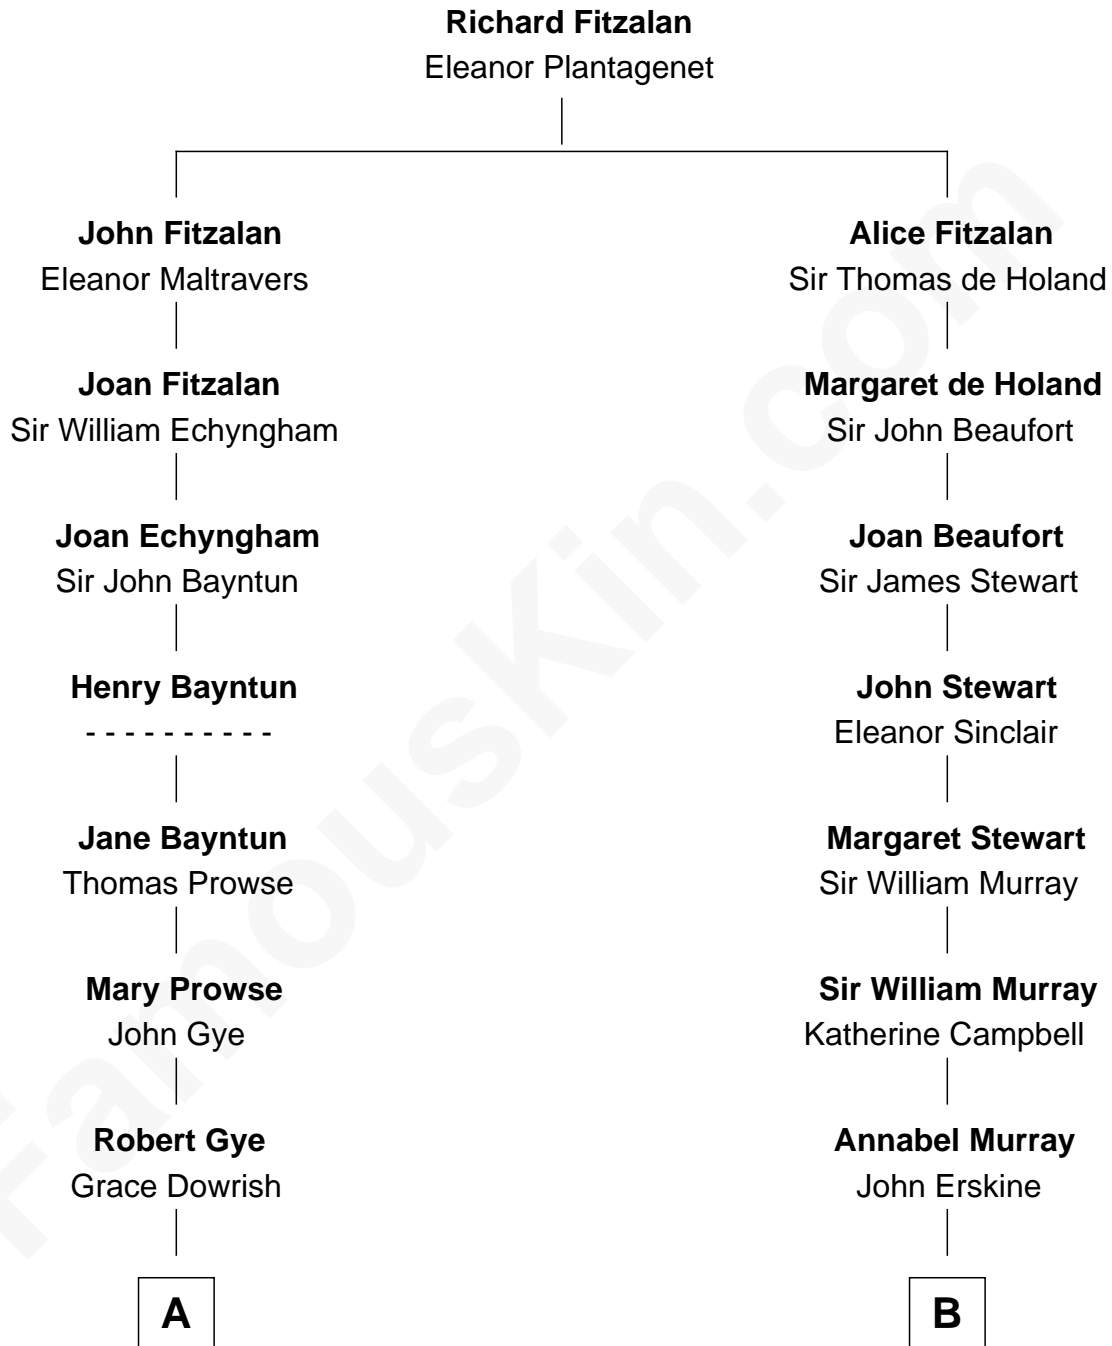 Richard Fitzalan
Eleanor Plantagenet
John Fitzalan
Eleanor Maltravers
Joan Fitzalan
Sir William Echyngham
Joan Echyngham
Sir John Bayntun
Henry Bayntun
- - - - - - - - - -
Jane Bayntun
Thomas Prowse
Mary Prowse
John Gye
Robert Gye
Grace Dowrish
A
Alice Fitzalan
Sir Thomas de Holand
Margaret de Holand
Sir John Beaufort
Joan Beaufort
Sir James Stewart
John Stewart
Eleanor Sinclair
Margaret Stewart
Sir William Murray
Sir William Murray
Katherine Campbell
Annabel Murray
John Erskine
B
FamousKin.com